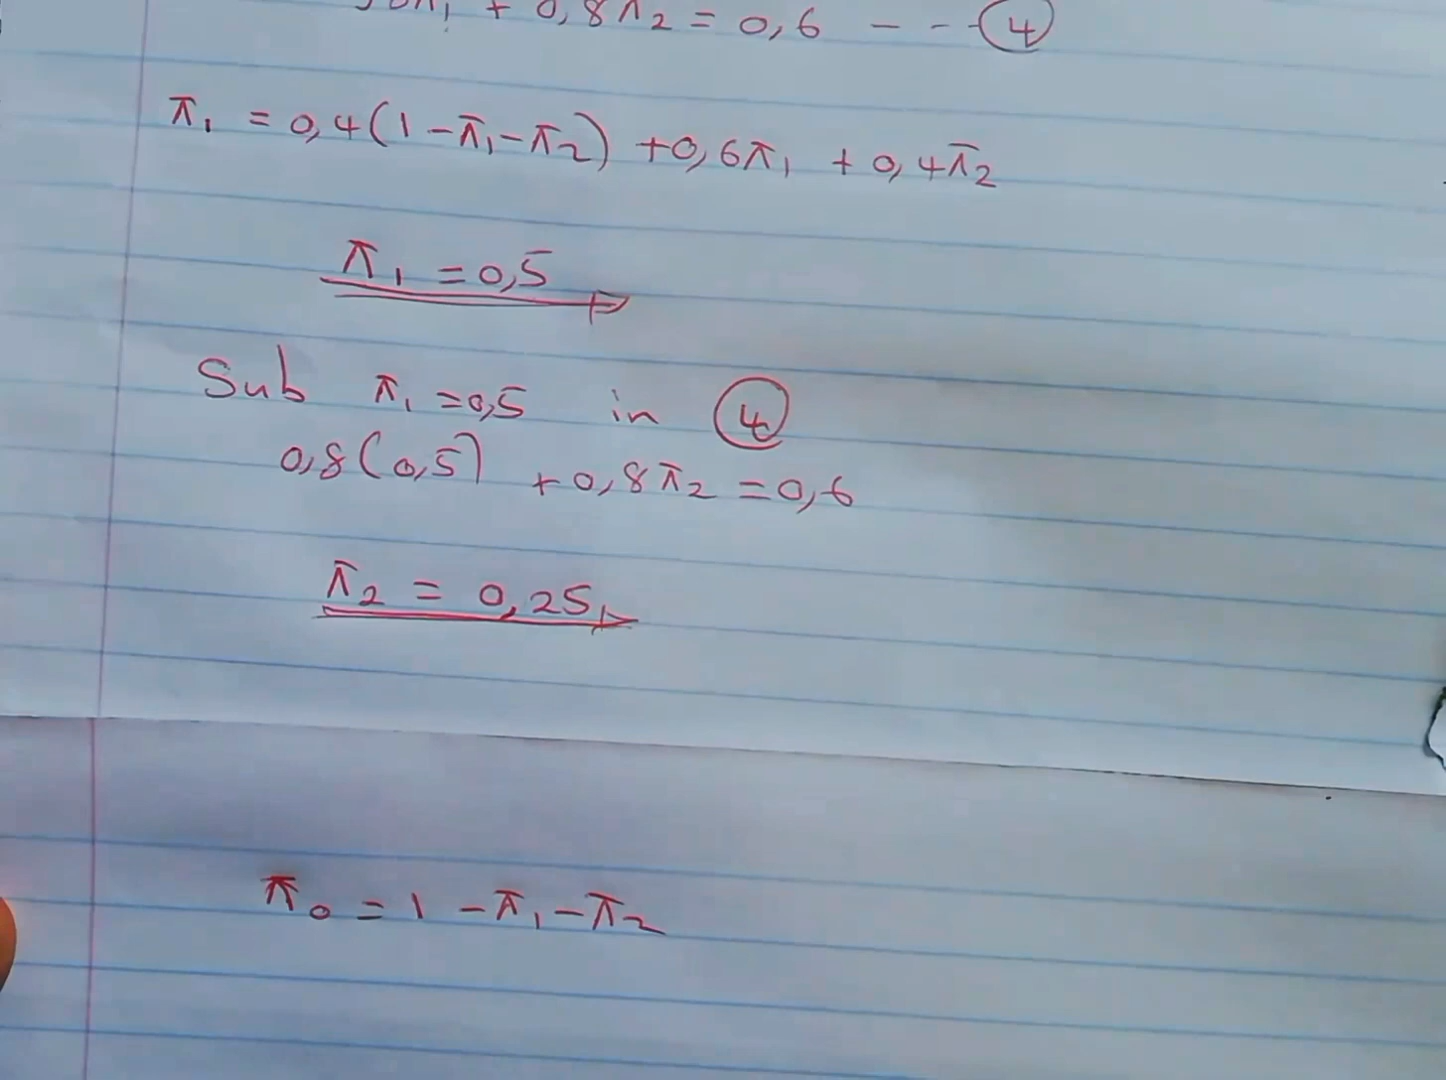 + 0,8π₂ = 0,6 - - - ④
π₁ = 0,4(1-π₁-π₂) +0,6π₁ + 0,4π₂
π₁ = 0,5
Sub π₁ = 0,5 in ④
0,8(0,5) + 0,8π₂ = 0,6
π₂ = 0,25
π₀ = 1 - π₁ - π₂